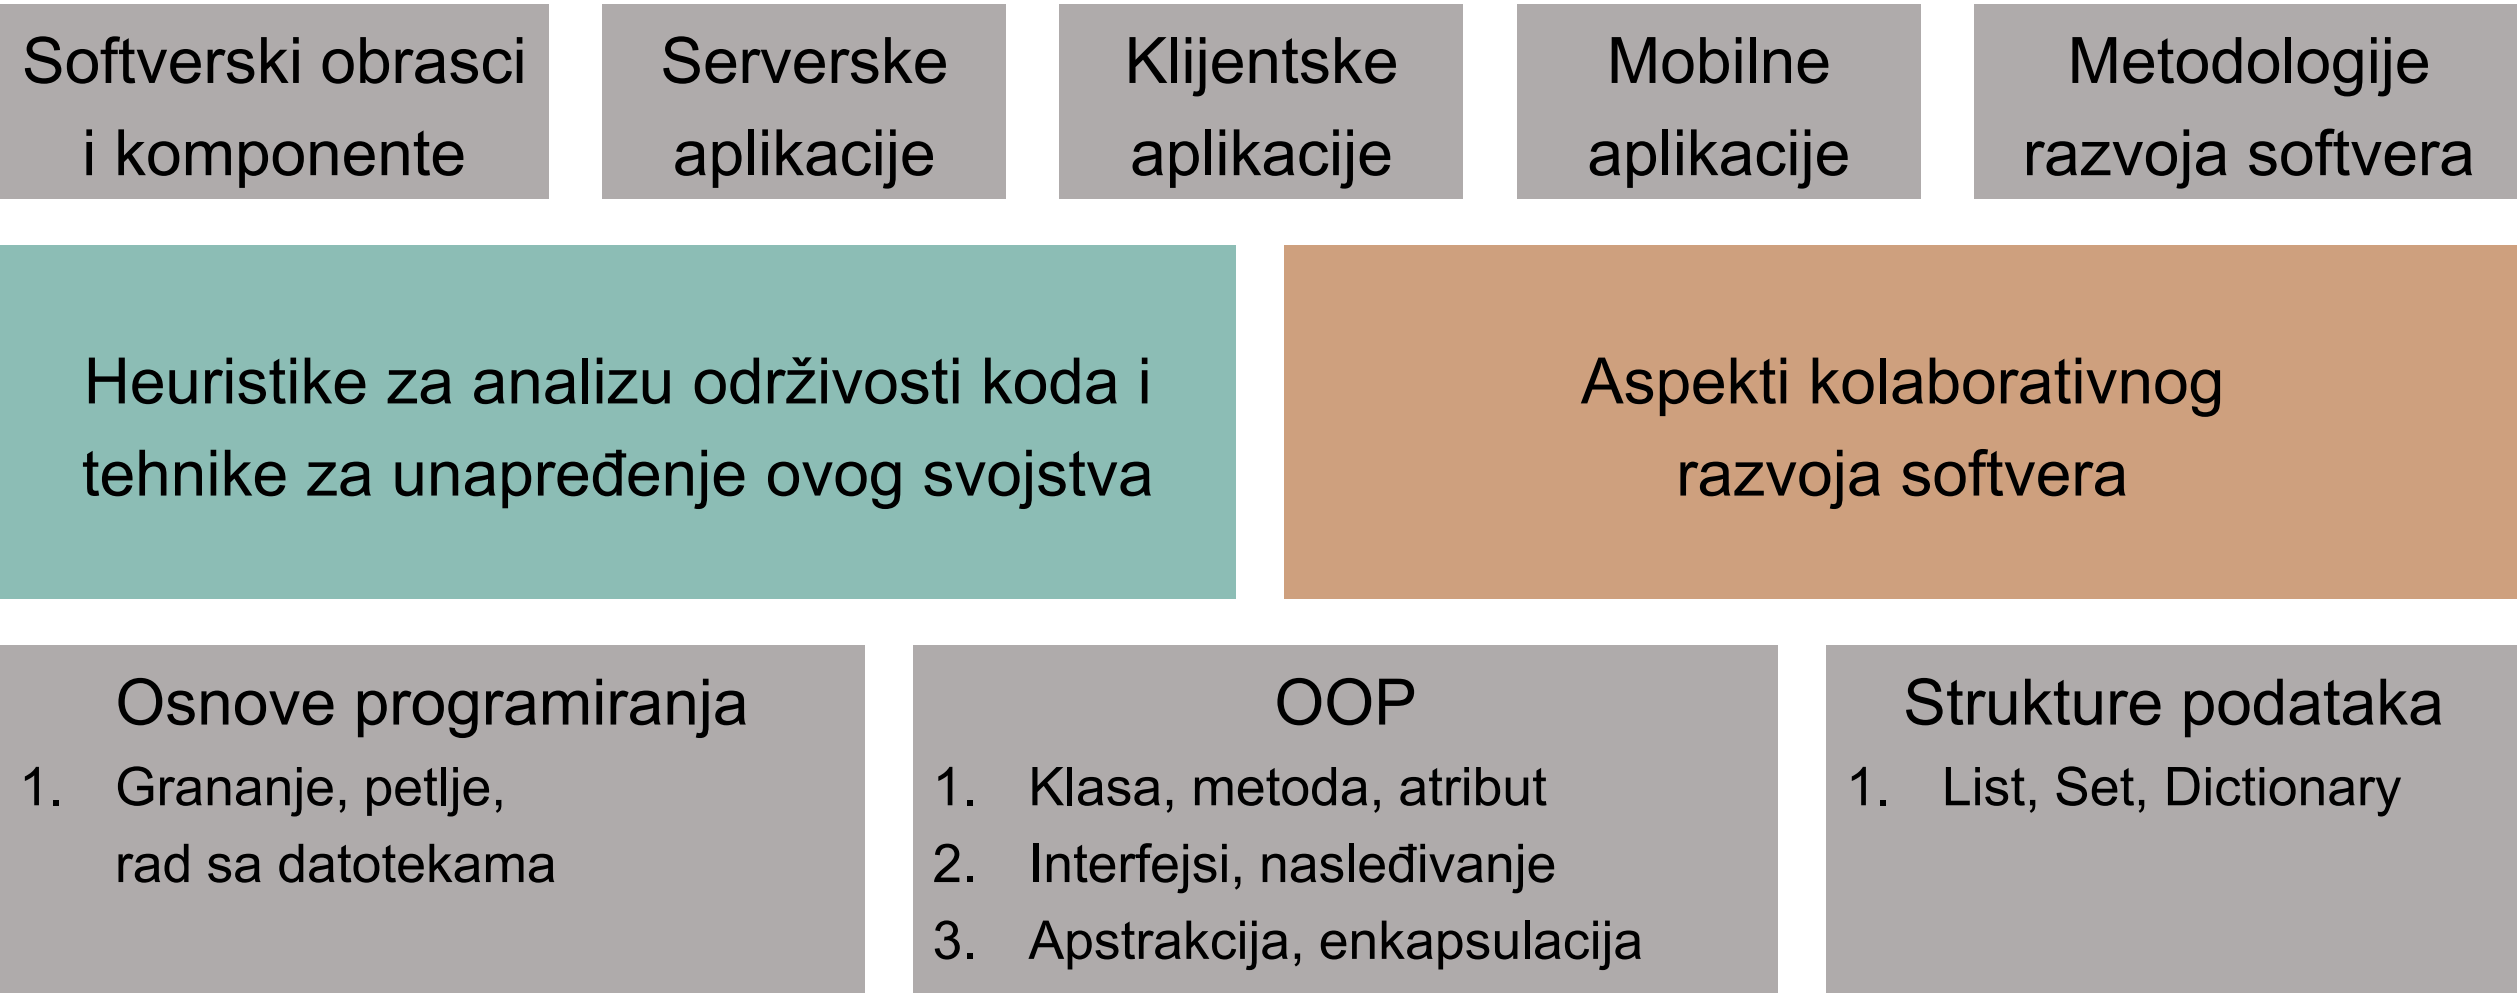 Softverski obrasci
i komponente
Serverske
aplikacije
Klijentske
aplikacije
Mobilne
aplikacije
Metodologije
razvoja softvera
Heuristike za analizu održivosti koda i
tehnike za unapređenje ovog svojstva
Aspekti kolaborativnog
razvoja softvera
Osnove programiranja
1. Grananje, petlje,
rad sa datotekama
OOP
1. Klasa, metoda, atribut
2. Interfejsi, nasleđivanje
3. Apstrakcija, enkapsulacija
Strukture podataka
1. List, Set, Dictionary